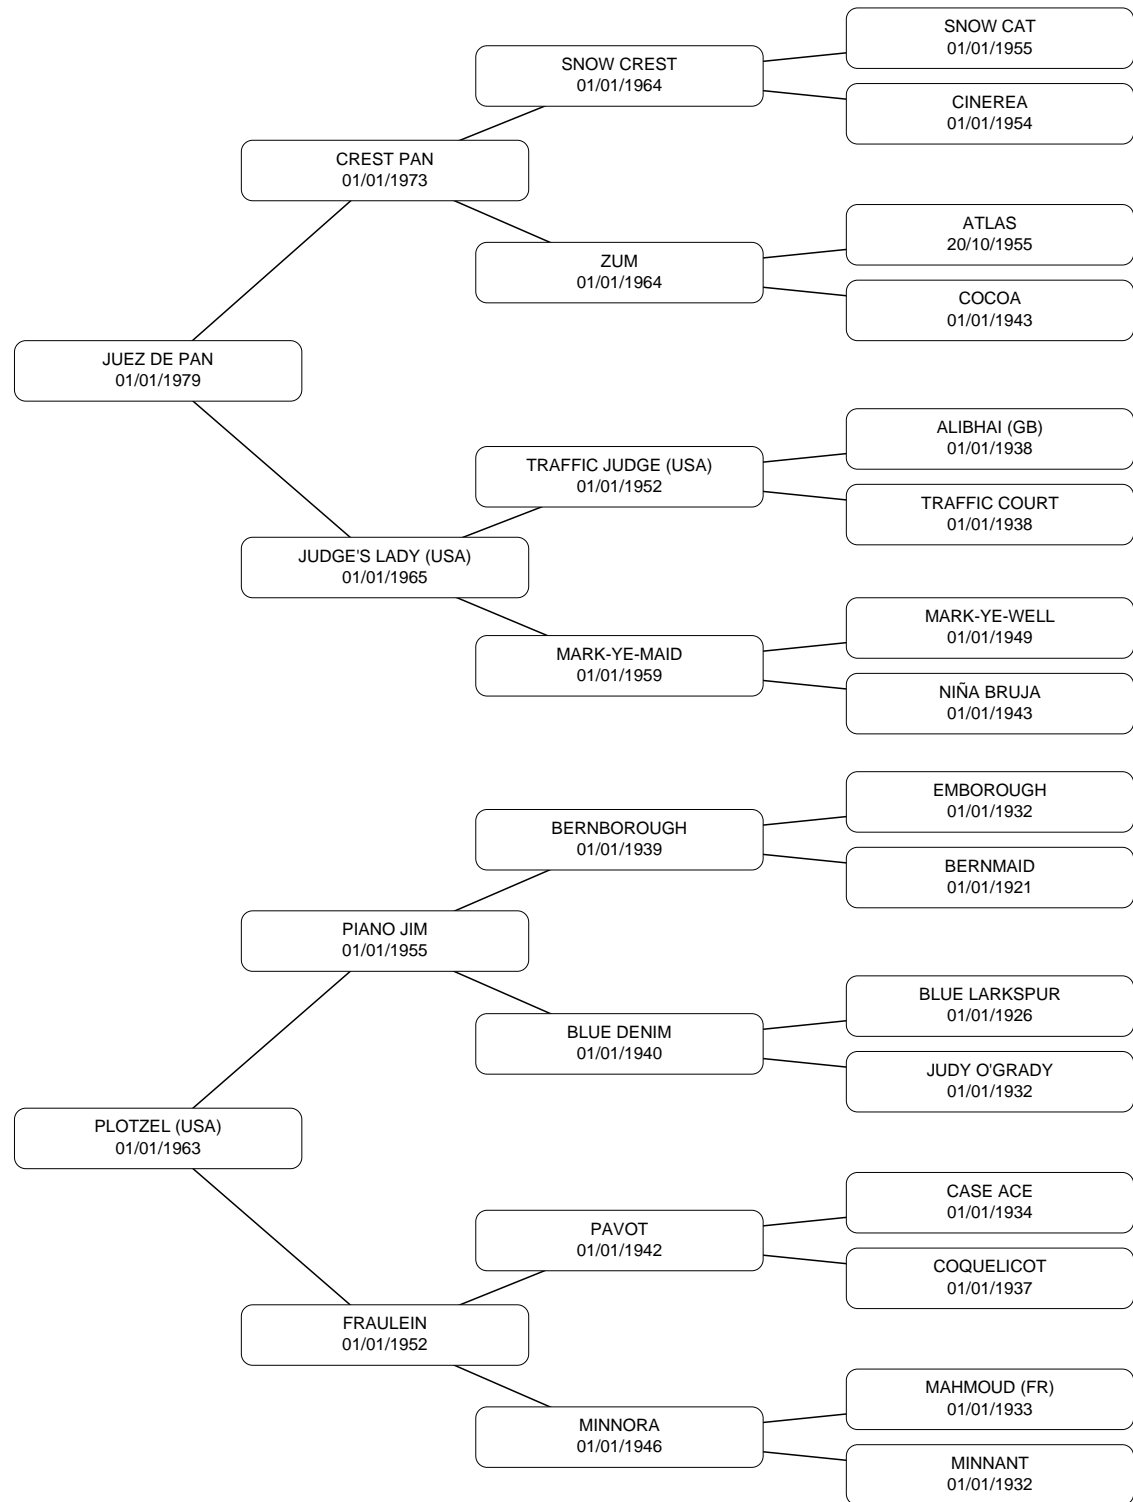 SNOW CAT
01/01/1955
SNOW CREST
01/01/1964
CINEREA
01/01/1954
CREST PAN
01/01/1973
ATLAS
20/10/1955
ZUM
01/01/1964
COCOA
01/01/1943
JUEZ DE PAN
01/01/1979
ALIBHAI (GB)
01/01/1938
TRAFFIC JUDGE (USA)
01/01/1952
TRAFFIC COURT
01/01/1938
JUDGE'S LADY (USA)
01/01/1965
MARK-YE-WELL
01/01/1949
MARK-YE-MAID
01/01/1959
NIÑA BRUJA
01/01/1943
EMBOROUGH
01/01/1932
BERNBOROUGH
01/01/1939
BERNMAID
01/01/1921
PIANO JIM
01/01/1955
BLUE LARKSPUR
01/01/1926
BLUE DENIM
01/01/1940
JUDY O'GRADY
01/01/1932
PLOTZEL (USA)
01/01/1963
CASE ACE
01/01/1934
PAVOT
01/01/1942
COQUELICOT
01/01/1937
FRAULEIN
01/01/1952
MAHMOUD (FR)
01/01/1933
MINNORA
01/01/1946
MINNANT
01/01/1932